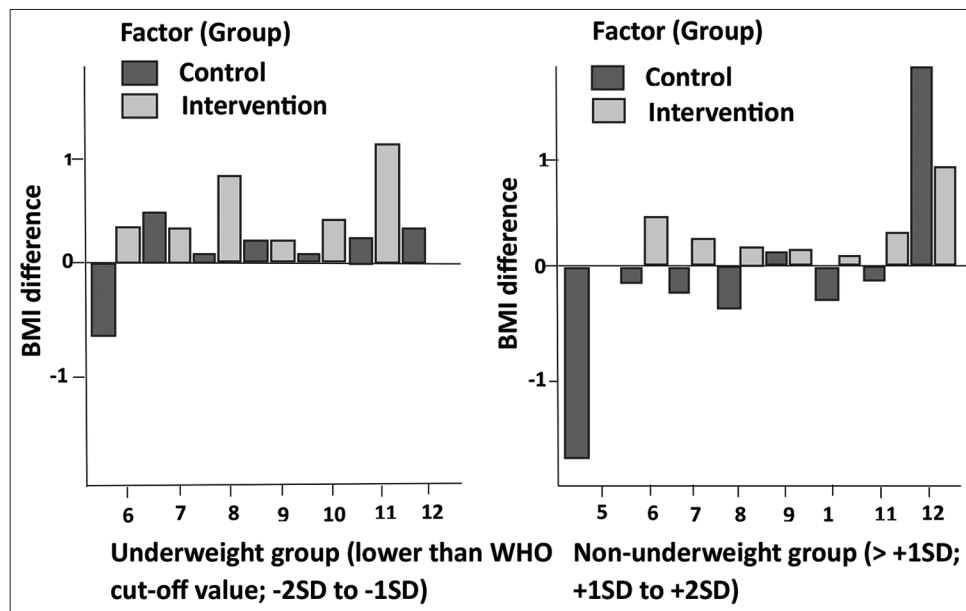 Factor (Group)
Control
Intervention
1
0
-1
BMI difference
6 7 8 9 10 11 12
Underweight group (lower than WHO
cut-off value; -2SD to -1SD)
Factor (Group)
Control
Intervention
1
0
-1
BMI difference
5 6 7 8 9 1 11 12
Non-underweight group (> +1SD;
+1SD to +2SD)